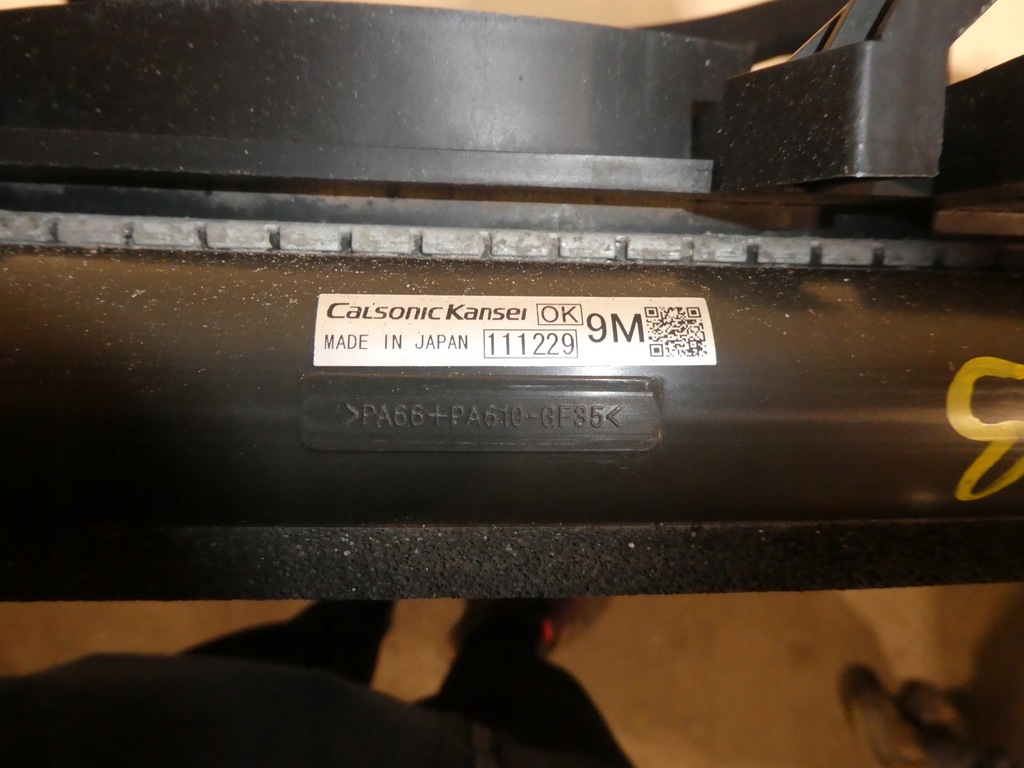 CalsonicKansei OK 9M
MADE IN JAPAN 111229
>PA66+PA610-GF35<